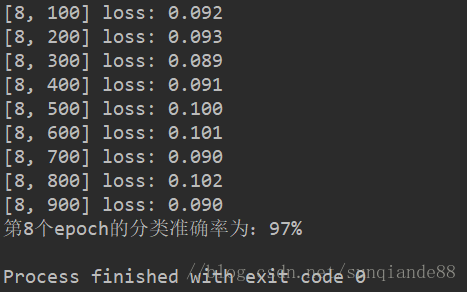 [8, 100] loss: 0.092
[8, 200] loss: 0.093
[8, 300] loss: 0.089
[8, 400] loss: 0.091
[8, 500] loss: 0.100
[8, 600] loss: 0.101
[8, 700] loss: 0.090
[8, 800] loss: 0.102
[8, 900] loss: 0.090
第8个epoch的分类准确率为：97%
Process finished with exit code 0
//blog.csdn.net/sunqiande88